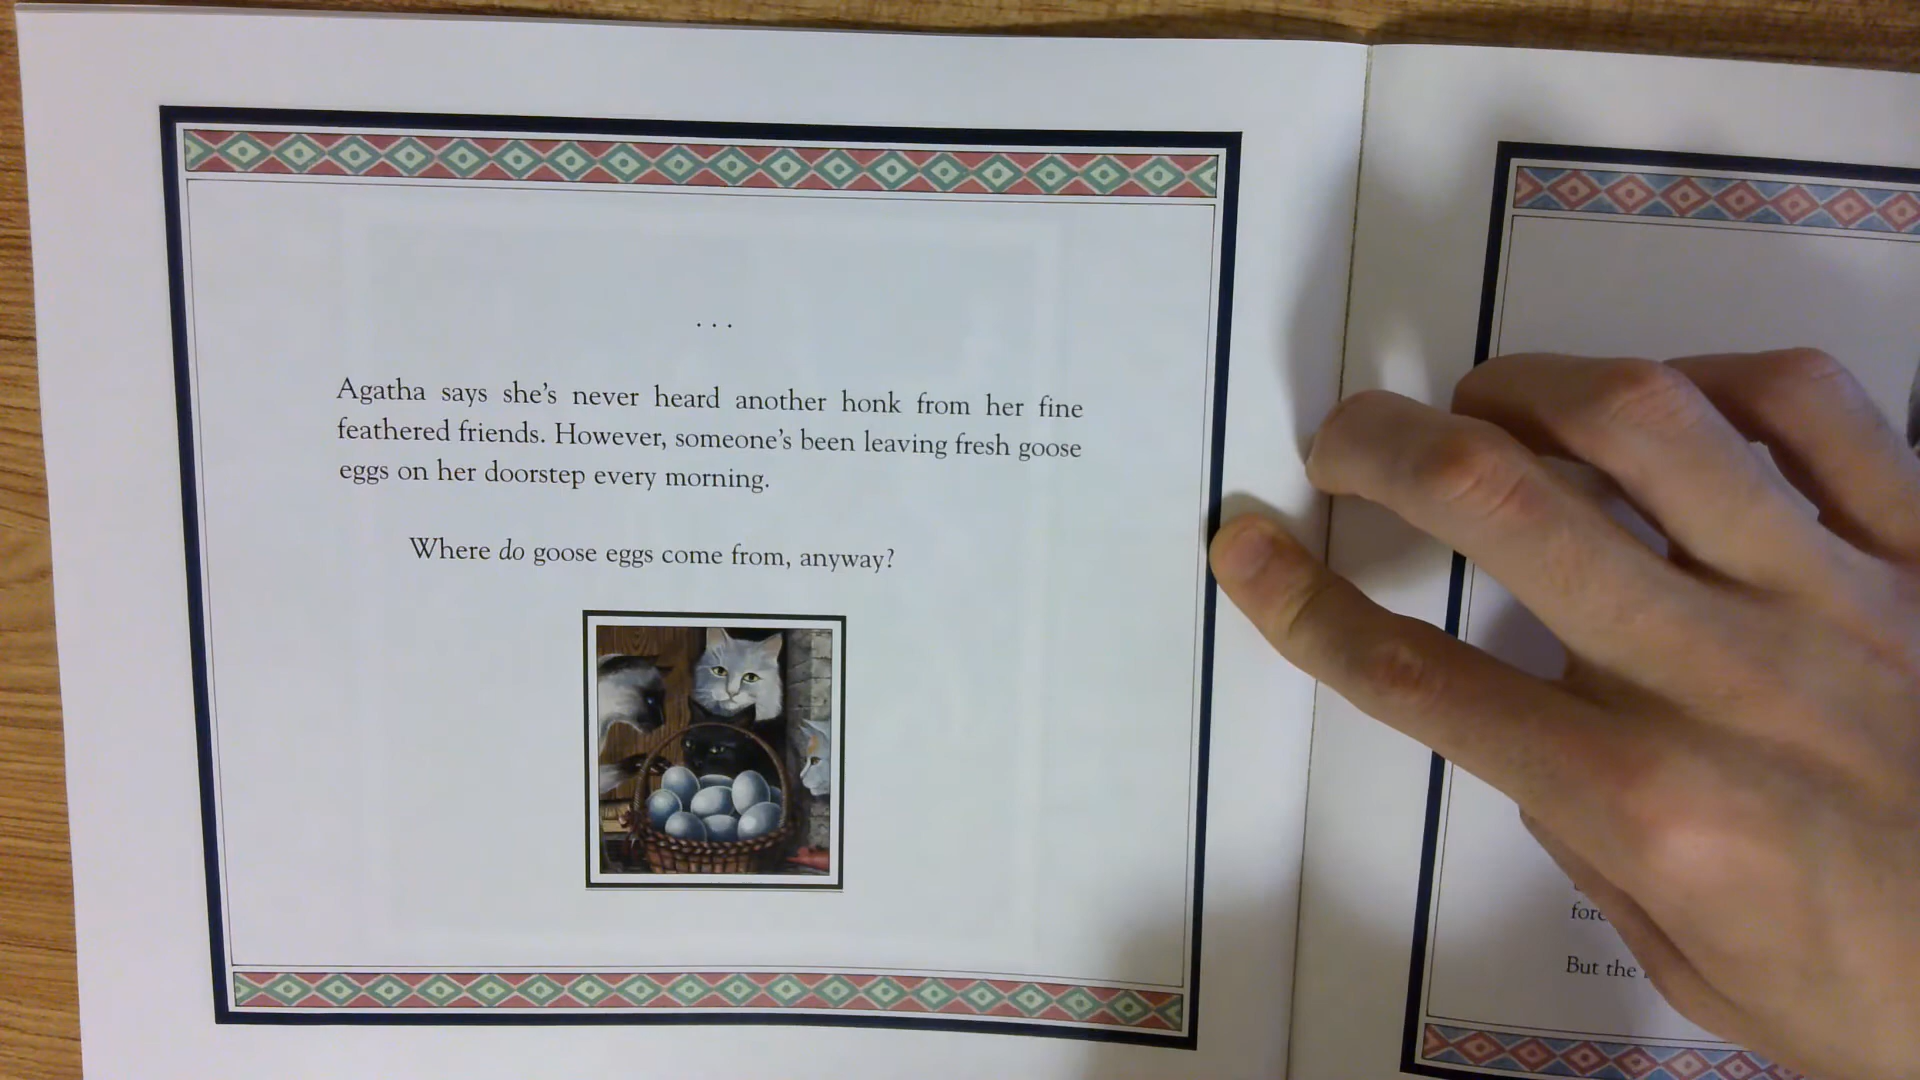 . . .
Agatha says she's never heard another honk from her fine
feathered friends. However, someone's been leaving fresh goose
eggs on her doorstep every morning.
Where do goose eggs come from, anyway?
But the